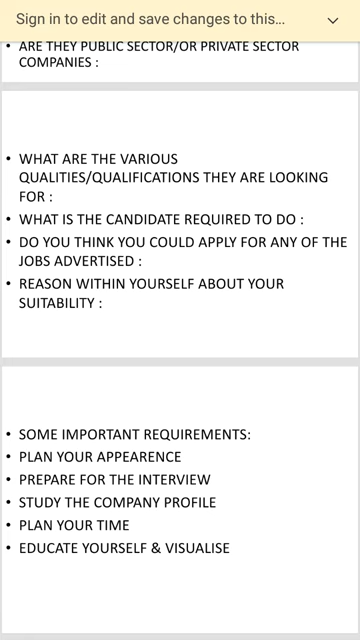 Sign in to edit and save changes to this...
• ARE THEY PUBLIC SECTOR/OR PRIVATE SECTOR
COMPANIES :
• WHAT ARE THE VARIOUS
QUALITIES/QUALIFICATIONS THEY ARE LOOKING
FOR :
• WHAT IS THE CANDIDATE REQUIRED TO DO :
• DO YOU THINK YOU COULD APPLY FOR ANY OF THE
JOBS ADVERTISED :
• REASON WITHIN YOURSELF ABOUT YOUR
SUITABILITY :
• SOME IMPORTANT REQUIREMENTS:
• PLAN YOUR APPEARENCE
• PREPARE FOR THE INTERVIEW
• STUDY THE COMPANY PROFILE
• PLAN YOUR TIME
• EDUCATE YOURSELF & VISUALISE